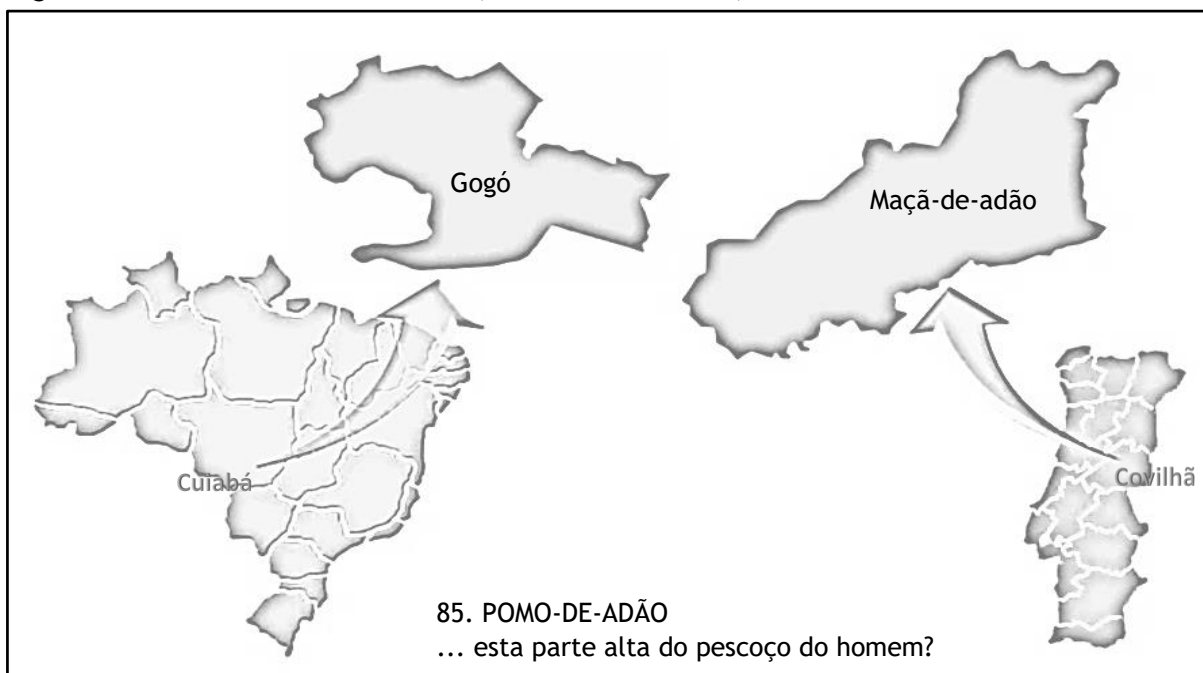 Gogó
Maçã-de-adão
Cuiabá
Covilhã
85. POMO-DE-ADÃO
... esta parte alta do pescoço do homem?